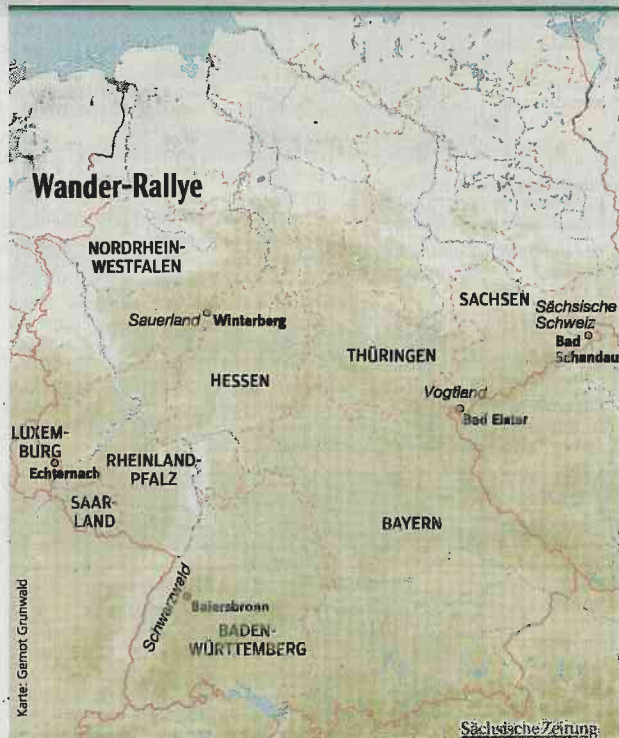 Wander-Rallye
NORDRHEIN-
WESTFALEN
Sauerland Winterberg
SACHSEN
Sächsische
Schweiz
Bad
Schandau
THÜRINGEN
HESSEN
Vogtland
Bad Elster
LUXEM-
BURG
Echternach
RHEINLAND-
PFALZ
SAAR-
LAND
BAYERN
Schwarzwald
Baiersbronn
BADEN-
WÜRTTEMBERG
Karte: Gernot Grunwald
Sächsische Zeitung